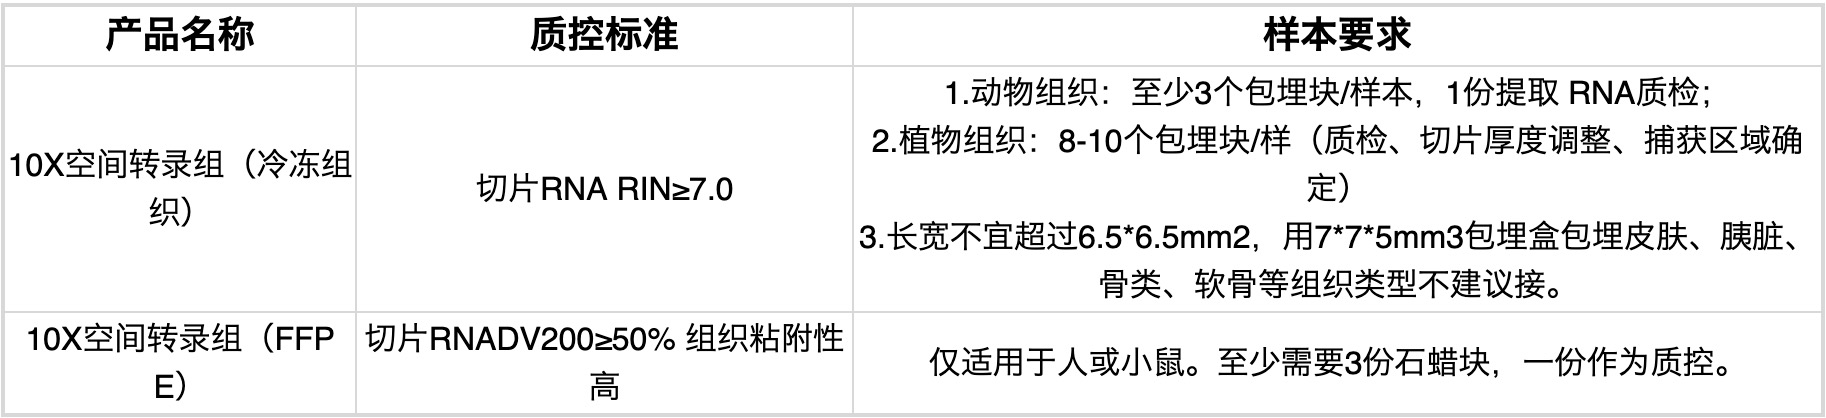 产品名称
质控标准
样本要求
10X空间转录组（冷冻组
织）
切片RNA RIN≥7.0
1.动物组织：至少3个包埋块/样本，1份提取 RNA质检；
2.植物组织：8-10个包埋块/样（质检、切片厚度调整、捕获区域确
定）
3.长宽不宜超过6.5*6.5mm2，用7*7*5mm3包埋盒包埋皮肤、胰脏、
骨类、软骨等组织类型不建议接。
10X空间转录组（FFP
E）
切片RNADV200≥50% 组织粘附性
高
仅适用于人或小鼠。至少需要3份石蜡块，一份作为质控。